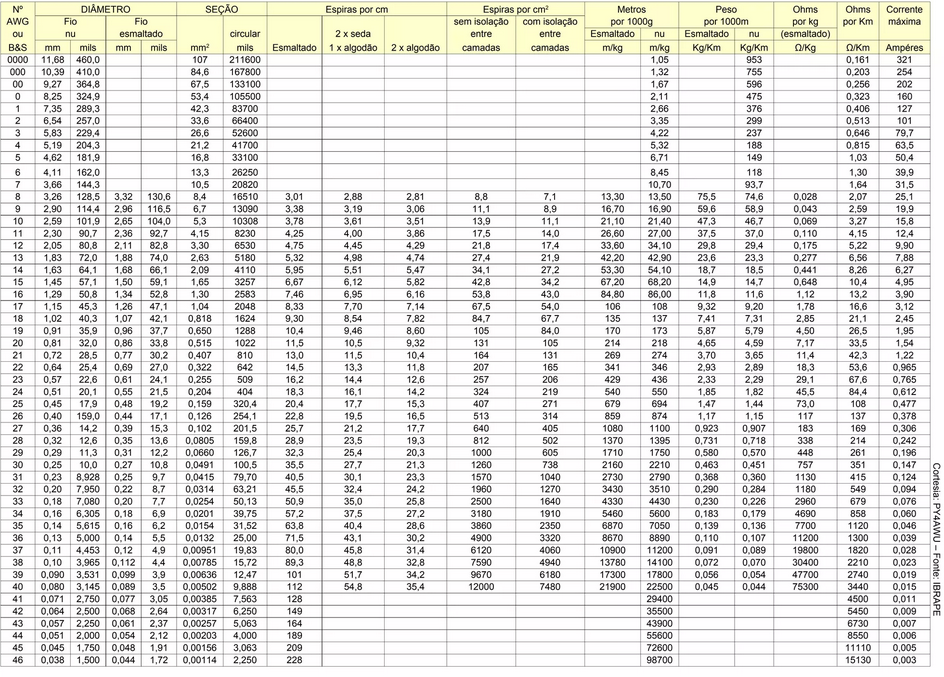 Nº DIÂMETRO SEÇÃO Espiras por cm Espiras por cm² Metros Peso Ohms Ohms Corrente
AWG Fio Fio sem isolação com isolação por 1000g por 1000m por kg por Km máxima
ou nu esmaltado circular 2 x seda entre entre Esmaltado nu Esmaltado nu (esmaltado)
B&S mm mils mm mils mm² mils Esmaltado 1 x algodão 2 x algodão camadas camadas m/kg m/kg Kg/Km Kg/Km Ω/Kg Ω/Km Ampéres
0000 11,68 460,0 107 211600 1,05 953 0,161 321
000 10,39 410,0 84,6 167800 1,32 755 0,203 254
00 9,27 364,8 67,5 133100 1,67 596 0,256 202
0 8,25 324,9 53,4 105500 2,11 475 0,323 160
1 7,35 289,3 42,3 83700 2,66 376 0,406 127
2 6,54 257,0 33,6 66400 3,35 299 0,513 101
3 5,83 229,4 26,6 52600 4,22 237 0,646 79,7
4 5,19 204,3 21,2 41700 5,32 188 0,815 63,5
5 4,62 181,9 16,8 33100 6,71 149 1,03 50,4
6 4,11 162,0 13,3 26250 8,45 118 1,30 39,9
7 3,66 144,3 10,5 20820 10,70 93,7 1,64 31,5
8 3,26 128,5 3,32 130,6 8,4 16510 3,01 2,88 2,81 8,8 7,1 13,30 13,50 75,5 74,6 0,028 2,07 25,1
9 2,90 114,4 2,96 116,5 6,7 13090 3,38 3,19 3,06 11,1 8,9 16,70 16,90 59,6 58,9 0,043 2,59 19,9
10 2,59 101,9 2,65 104,0 5,3 10308 3,78 3,61 3,51 13,9 11,1 21,10 21,40 47,3 46,7 0,069 3,27 15,8
11 2,30 90,7 2,36 92,7 4,15 8230 4,25 4,00 3,86 17,5 14,0 26,60 27,00 37,5 37,0 0,110 4,15 12,4
12 2,05 80,8 2,11 82,8 3,30 6530 4,75 4,45 4,29 21,8 17,4 33,60 34,10 29,8 29,4 0,175 5,22 9,90
13 1,83 72,0 1,88 74,0 2,63 5180 5,32 4,98 4,74 27,4 21,9 42,20 42,90 23,6 23,3 0,277 6,56 7,88
14 1,63 64,1 1,68 66,1 2,09 4110 5,95 5,51 5,47 34,1 27,2 53,30 54,10 18,7 18,5 0,441 8,26 6,27
15 1,45 57,1 1,50 59,1 1,65 3257 6,67 6,12 5,82 42,8 34,2 67,20 68,20 14,9 14,7 0,648 10,4 4,95
16 1,29 50,8 1,34 52,8 1,30 2583 7,46 6,95 6,16 53,8 43,0 84,80 86,00 11,8 11,6 1,12 13,2 3,90
17 1,15 45,3 1,26 47,1 1,04 2048 8,33 7,70 7,14 67,5 54,0 106 108 9,32 9,20 1,78 16,6 3,12
18 1,02 40,3 1,07 42,1 0,818 1624 9,30 8,54 7,82 84,7 67,7 135 137 7,41 7,31 2,85 21,1 2,45
19 0,91 35,9 0,96 37,7 0,650 1288 10,4 9,46 8,60 105 84,0 170 173 5,87 5,79 4,50 26,5 1,95
20 0,81 32,0 0,86 33,8 0,515 1022 11,5 10,5 9,32 131 105 214 218 4,65 4,59 7,17 33,5 1,54
21 0,72 28,5 0,77 30,2 0,407 810 13,0 11,5 10,4 164 131 269 274 3,70 3,65 11,4 42,3 1,22
22 0,64 25,4 0,69 27,0 0,322 642 14,5 13,3 11,8 207 165 341 346 2,93 2,89 18,3 53,6 0,965
23 0,57 22,6 0,61 24,1 0,255 509 16,2 14,4 12,6 257 206 429 436 2,33 2,29 29,1 67,6 0,765
24 0,51 20,1 0,55 21,5 0,204 404 18,3 16,1 14,2 324 219 540 550 1,85 1,82 45,5 84,4 0,612
25 0,45 17,9 0,48 19,2 0,159 320,4 20,4 17,7 15,3 407 271 679 694 1,47 1,44 73,0 108 0,477
26 0,40 159,0 0,44 17,1 0,126 254,1 22,8 19,5 16,5 513 314 859 874 1,17 1,15 117 137 0,378
27 0,36 14,2 0,39 15,3 0,102 201,5 25,7 21,2 17,7 640 405 1080 1100 0,923 0,907 183 169 0,306
28 0,32 12,6 0,35 13,6 0,0805 159,8 28,9 23,5 19,3 812 502 1370 1395 0,731 0,718 338 214 0,242
29 0,29 11,3 0,31 12,2 0,0660 126,7 32,3 25,4 20,3 1000 605 1710 1750 0,580 0,570 448 261 0,196
30 0,25 10,0 0,27 10,8 0,0491 100,5 35,5 27,7 21,3 1260 738 2160 2210 0,463 0,451 757 351 0,147
31 0,23 8,928 0,25 9,7 0,0415 79,70 40,5 30,1 23,3 1570 1040 2730 2790 0,368 0,360 1130 415 0,124
32 0,20 7,950 0,22 8,7 0,0314 63,21 45,5 32,4 24,2 1960 1270 3430 3510 0,290 0,284 1180 549 0,094
33 0,18 7,080 0,20 7,7 0,0254 50,13 50,9 35,0 25,8 2500 1640 4330 4430 0,230 0,226 2960 679 0,076
34 0,16 6,305 0,18 6,9 0,0201 39,75 57,2 37,5 27,2 3180 1910 5460 5600 0,183 0,179 4690 858 0,060
35 0,14 5,615 0,16 6,2 0,0154 31,52 63,8 40,4 28,6 3860 2350 6870 7050 0,139 0,136 7700 1120 0,046
36 0,13 5,000 0,14 5,5 0,0132 25,00 71,5 43,1 30,2 4900 3320 8670 8890 0,110 0,107 11200 1300 0,039
37 0,11 4,453 0,12 4,9 0,00951 19,83 80,0 45,8 31,4 6120 4060 10900 11200 0,091 0,089 19800 1820 0,028
38 0,10 3,965 0,112 4,4 0,00785 15,72 89,3 48,8 32,8 7590 4940 13780 14100 0,072 0,070 30400 2210 0,023
39 0,090 3,531 0,099 3,9 0,00636 12,47 101 51,7 34,2 9670 6180 17300 17800 0,056 0,054 47700 2740 0,019
40 0,080 3,145 0,089 3,5 0,00502 9,888 112 54,8 35,6 12000 7480 21900 22500 0,045 0,044 75300 3440 0,015
41 0,071 2,750 0,077 3,05 0,00385 7,563 128 29400 4500 0,011
42 0,064 2,500 0,068 2,64 0,00317 6,250 149 35500 5450 0,009
43 0,057 2,250 0,061 2,37 0,00257 5,063 164 43900 6730 0,007
44 0,051 2,000 0,054 2,12 0,00203 4,000 189 55600 8550 0,006
45 0,045 1,750 0,048 1,91 0,00156 3,063 209 72600 11110 0,005
46 0,038 1,500 0,044 1,72 0,00114 2,250 228 98700 15130 0,003
Cortesia: PY4AWU – Fonte: IBRAPE